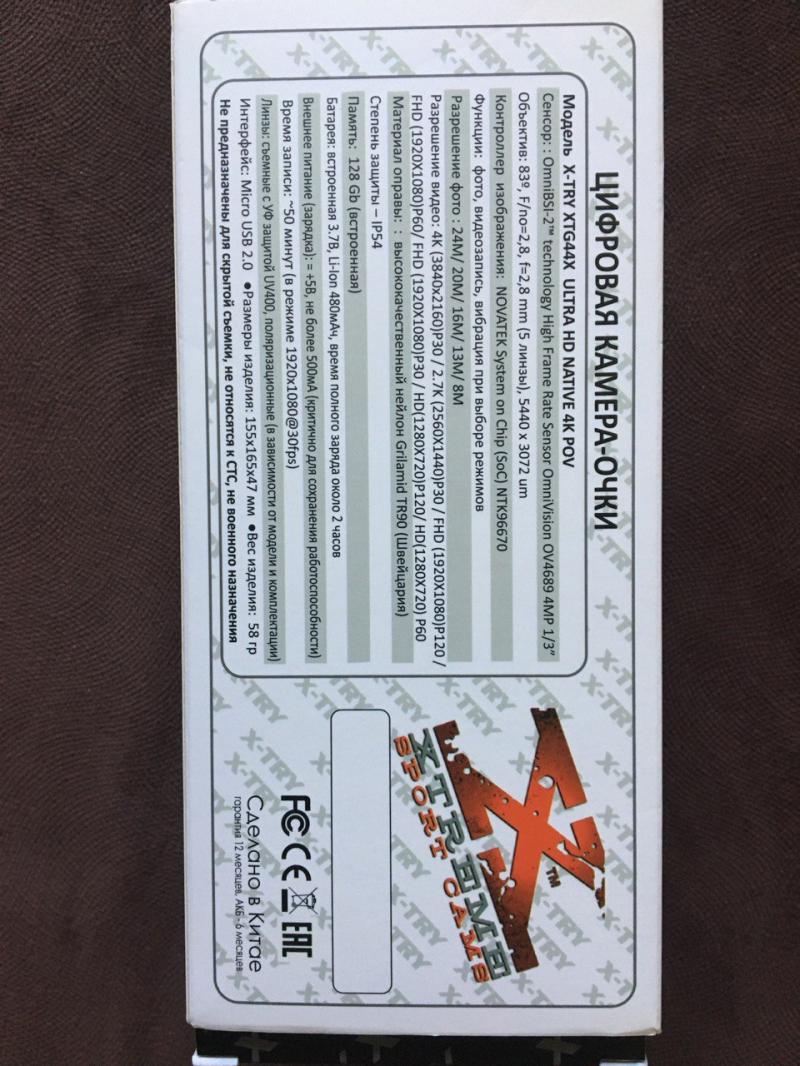 ЦИФРОВАЯ КАМЕРА-ОЧКИ
Модель X-TRY XTG44X ULTRA HD NATIVE 4K POV
Сенсор: : OmniBSI-2™ technology High Frame Rate Sensor OmniVision OV4689 4MP 1/3”
Объектив: 83º, F/no=2,8, f=2,8 mm (5 линзы), 5440 x 3072 um
Контроллер изображения: NOVATEK System on Chip (SoC) NTK96670
Функции: фото, видеозапись, вибрация при выборе режимов
Разрешение фото : 24M/ 20M/ 16M/ 13M/ 8M
Разрешение видео: 4K (3840x2160)P30 / 2.7K (2560X1440)P30 / FHD (1920X1080)P120 /
FHD (1920X1080)P60/ FHD (1920X1080)P30 / HD(1280X720)P120/ HD(1280X720) P60
Материал оправы: : высококачественный нейлон Grilamid TR90 (Швейцария)
Степень защиты – IP54
Память: 128 Gb (встроенная)
Батарея: встроенная 3.7В, Li-Ion 480мАч, время полного заряда около 2 часов
Внешнее питание (зарядка): = +5В, не более 500мА (критично для сохранения работоспособности)
Время записи: ~50 минут (в режиме 1920x1080@30fps)
Линзы: съемные с УФ защитой UV400, поляризационные (в зависимости от модели и комплектации)
Интерфейс: Micro USB 2.0 ●Размеры изделия: 155x165x47 мм ●Вес изделия: 58 гр
Не предназначены для скрытой съемки, не относятся к СТС, не военного назначения
X
TM
XTREME
SPORT CAMS
FC CE EAC
Сделано в Китае
гарантия 12 месяцев, АКБ - 6 месяцев
X-TRY